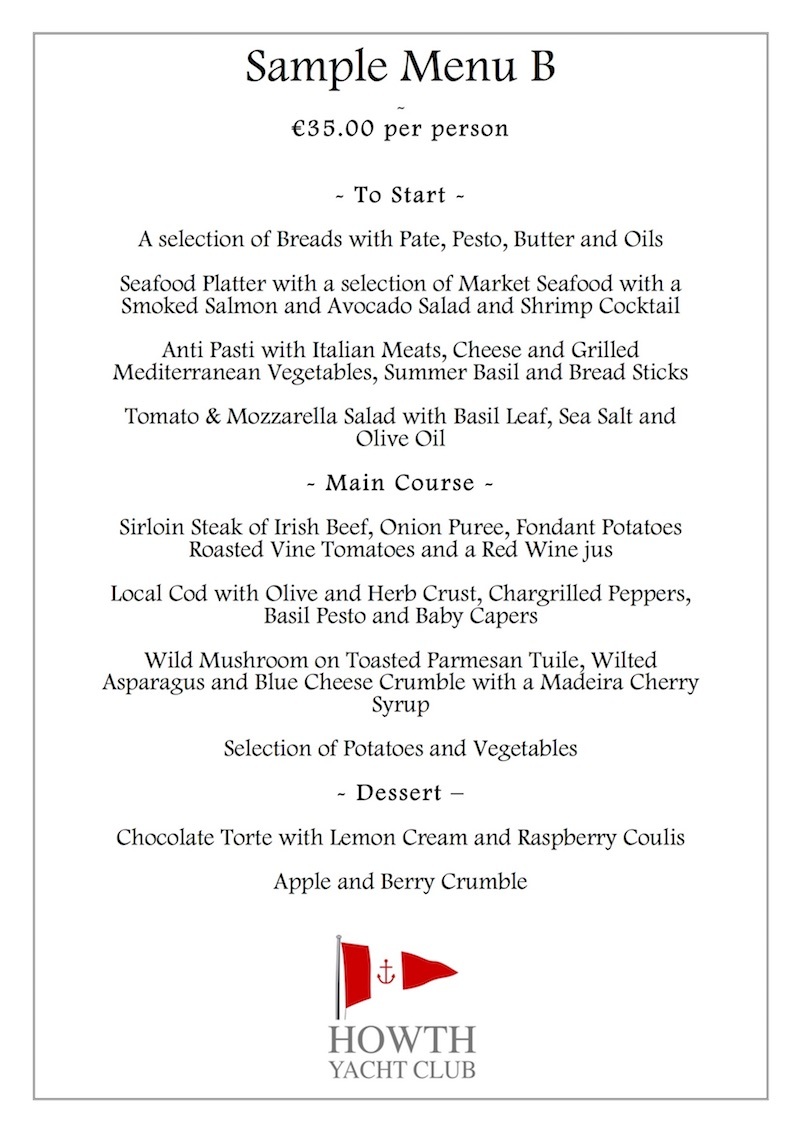 Sample Menu B
~
€35.00 per person
~ To Start ~
A selection of Breads with Pate, Pesto, Butter and Oils
Seafood Platter with a selection of Market Seafood with a
Smoked Salmon and Avocado Salad and Shrimp Cocktail
Anti Pasti with Italian Meats, Cheese and Grilled
Mediterranean Vegetables, Summer Basil and Bread Sticks
Tomato & Mozzarella Salad with Basil Leaf, Sea Salt and
Olive Oil
~ Main Course ~
Sirloin Steak of Irish Beef, Onion Puree, Fondant Potatoes
Roasted Vine Tomatoes and a Red Wine jus
Local Cod with Olive and Herb Crust, Chargrilled Peppers,
Basil Pesto and Baby Capers
Wild Mushroom on Toasted Parmesan Tuile, Wilted
Asparagus and Blue Cheese Crumble with a Madeira Cherry
Syrup
Selection of Potatoes and Vegetables
~ Dessert –
Chocolate Torte with Lemon Cream and Raspberry Coulis
Apple and Berry Crumble
HOWTH
YACHT CLUB